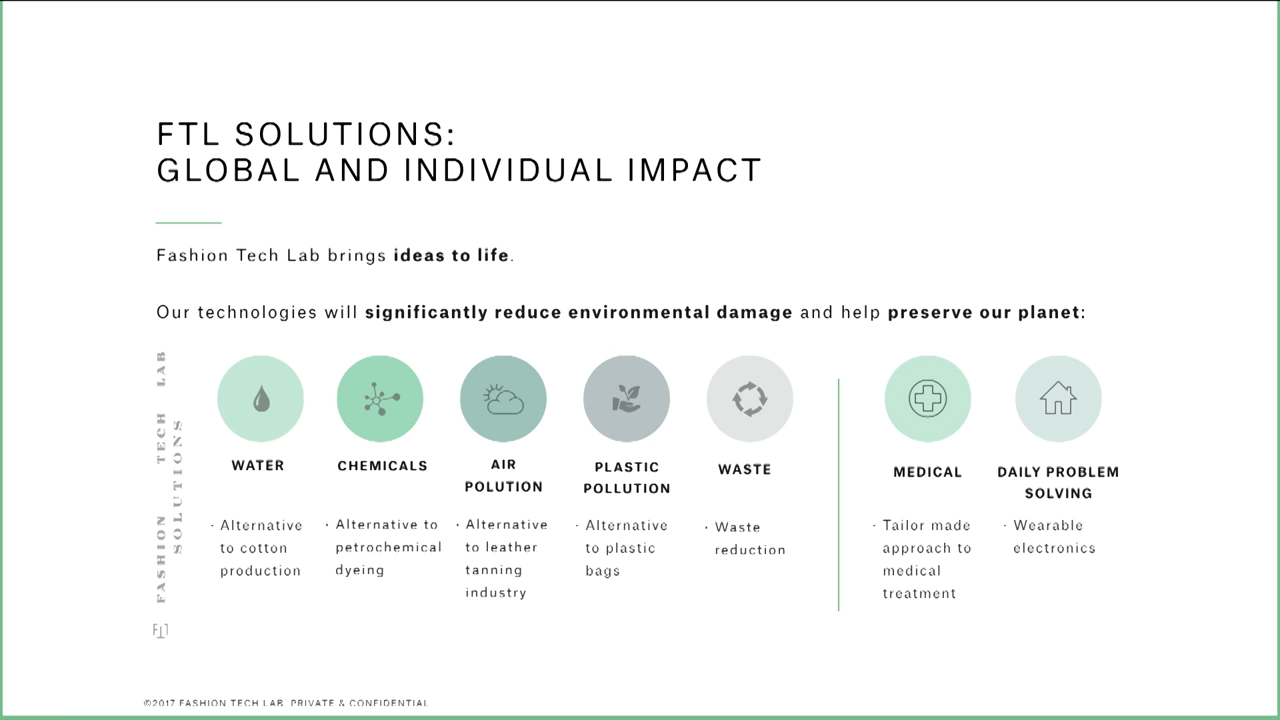 FTL SOLUTIONS:
GLOBAL AND INDIVIDUAL IMPACT
Fashion Tech Lab brings ideas to life.
Our technologies will significantly reduce environmental damage and help preserve our planet:
FASHION TECH LAB
SOLUTIONS
FTL
WATER
· Alternative
to cotton
production
CHEMICALS
· Alternative to
petrochemical
dyeing
AIR
POLUTION
· Alternative
to leather
tanning
industry
PLASTIC
POLLUTION
· Alternative
to plastic
bags
WASTE
· Waste
reduction
MEDICAL
· Tailor made
approach to
medical
treatment
DAILY PROBLEM
SOLVING
· Wearable
electronics
©2017 FASHION TECH LAB. PRIVATE & CONFIDENTIAL